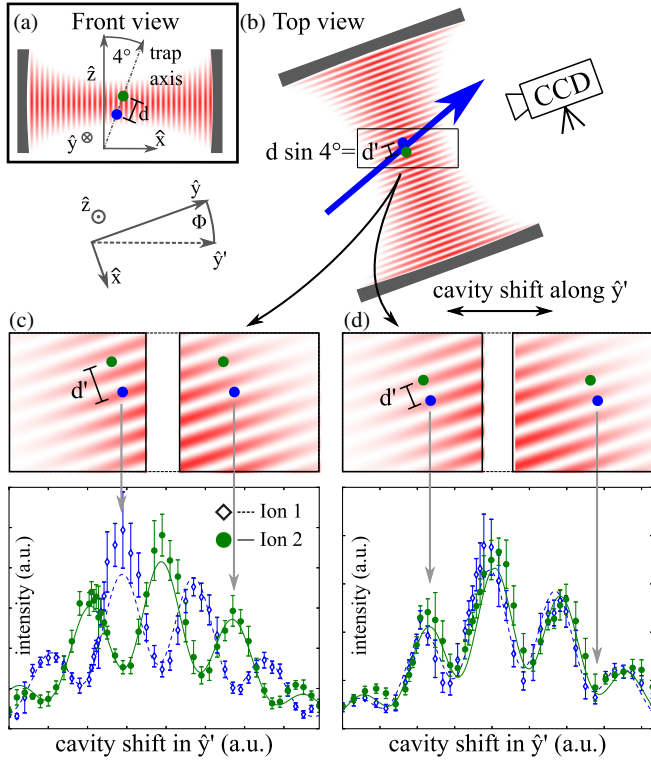 (a) Front view
ẑ
4°
trap
axis
d
ŷ
x̂
(b) Top view
CCD
d sin 4°= d'
ẑ
ŷ
Φ
ŷ'
x̂
cavity shift along ŷ'
(c)
d'
(d)
d'
Ion 1
Ion 2
intensity (a.u.)
cavity shift in ŷ' (a.u.)
intensity (a.u.)
cavity shift in ŷ' (a.u.)